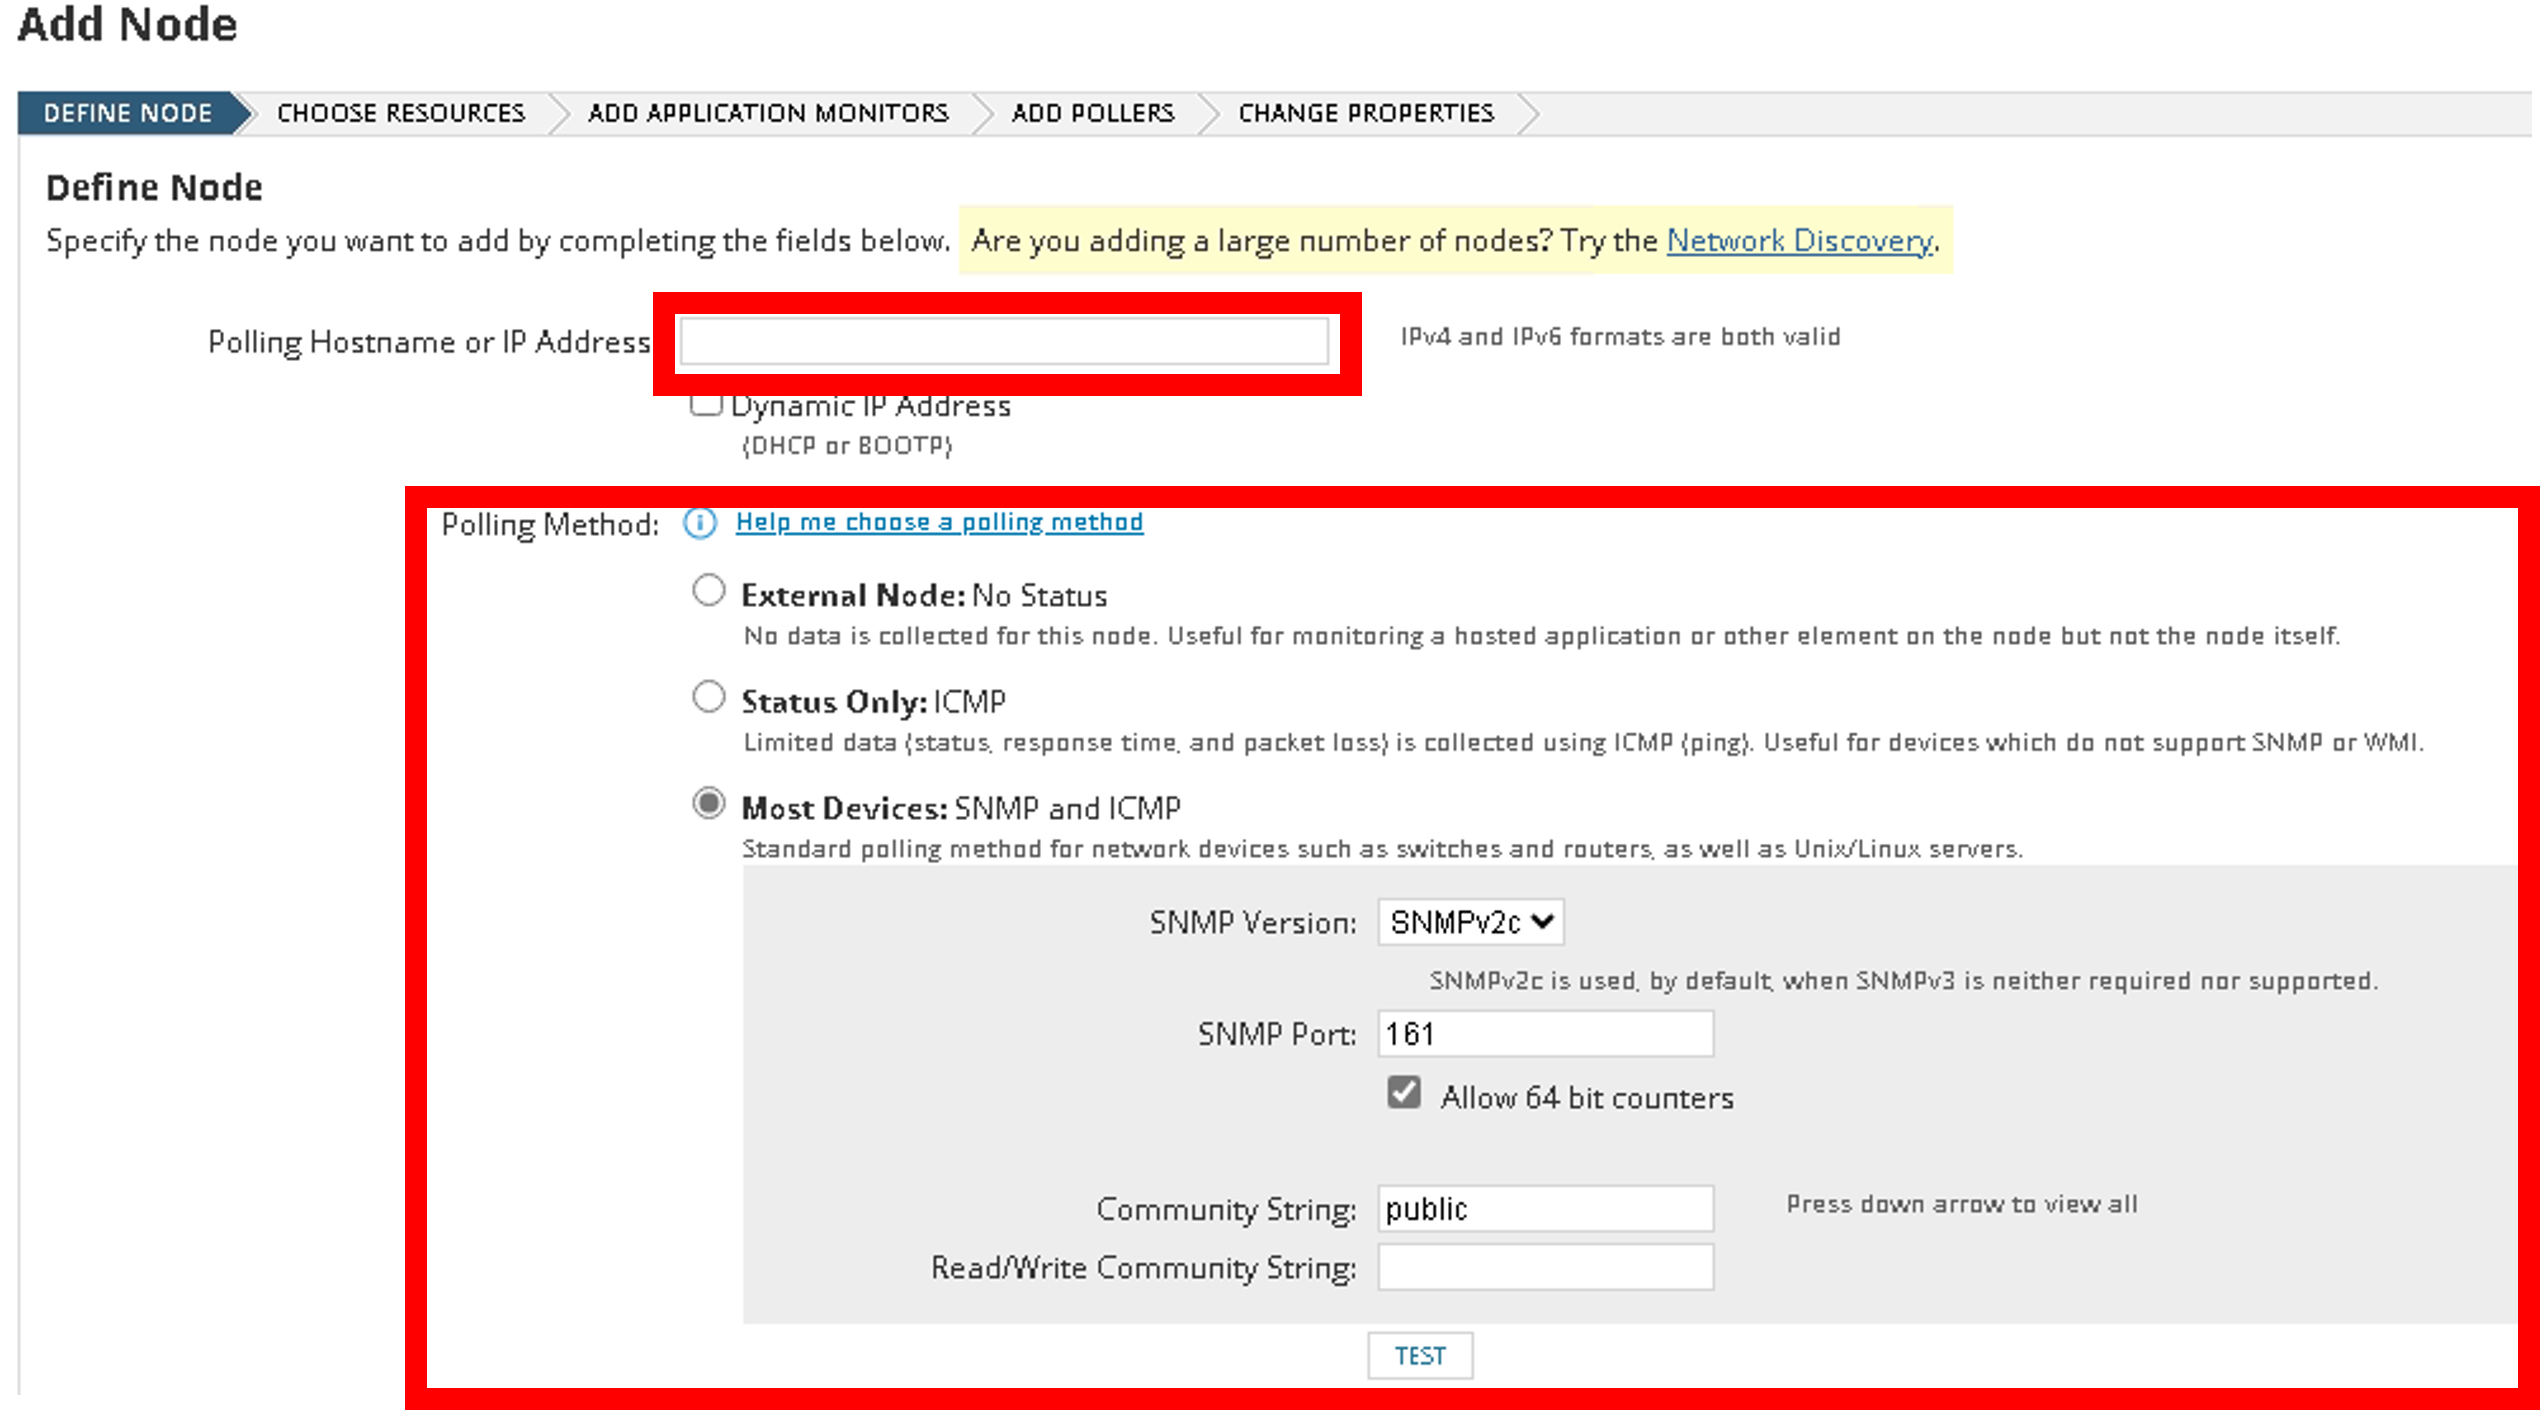 Add Node
DEFINE NODE CHOOSE RESOURCES ADD APPLICATION MONITORS ADD POLLERS CHANGE PROPERTIES
Define Node
Specify the node you want to add by completing the fields below. Are you adding a large number of nodes? Try the Network Discovery.
Polling Hostname or IP Address IPv4 and IPv6 formats are both valid
Dynamic IP Address
(DHCP or BOOTP)
Polling Method: i Help me choose a polling method
External Node: No Status
No data is collected for this node. Useful for monitoring a hosted application or other element on the node but not the node itself.
Status Only: ICMP
Limited data (status, response time, and packet loss) is collected using ICMP (ping). Useful for devices which do not support SNMP or WMI.
Most Devices: SNMP and ICMP
Standard polling method for network devices such as switches and routers, as well as Unix/Linux servers.
SNMP Version: SNMPv2c
SNMPv2c is used, by default, when SNMPv3 is neither required nor supported.
SNMP Port: 161
Allow 64 bit counters
Community String: public Press down arrow to view all
Read/Write Community String:
TEST